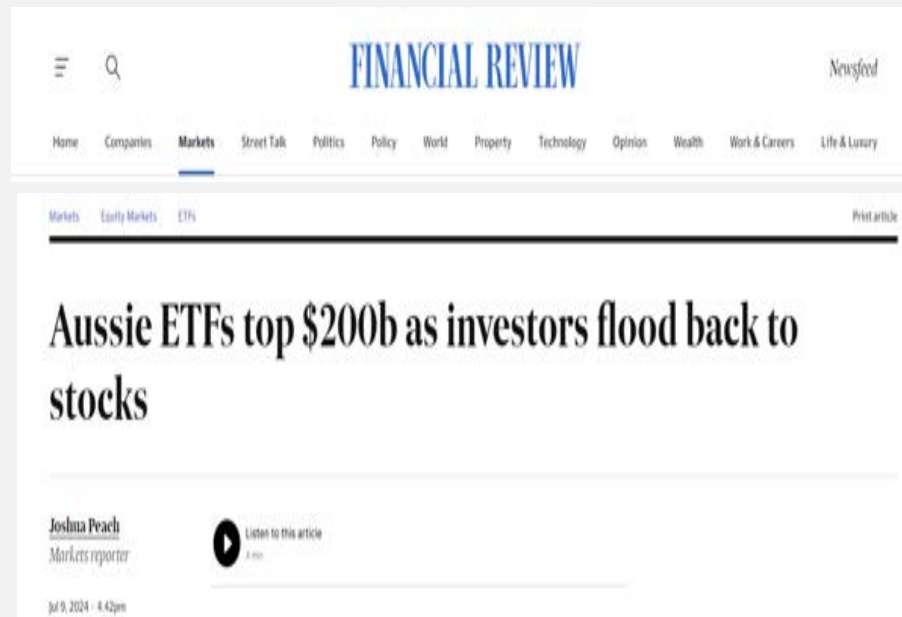 FINANCIAL REVIEW
Newsfeed
Home Companies Markets Street Talk Politics Policy World Property Technology Opinion Wealth Work & Careers Life & Luxury
Markets Equity Markets ETFs
Print article
Aussie ETFs top $200b as investors flood back to
stocks
Joshua Peach
Markets reporter
Listen to this article
4 min
Jul 9, 2024 – 4.42pm